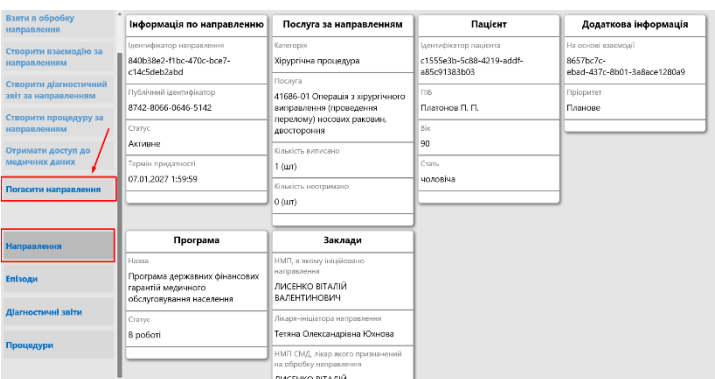 Взяти в обробку
направлення
Створити взаємодію за
направленням
Створити діагностичний
звіт за направленням
Створити процедуру за
направленням
Отримати доступ до
медичних даних
Погасити направлення
Направлення
Епізоди
Діагностичні звіти
Процедури
Інформація по направленню
Ідентифікатор направлення
840b38e2-f1bc-470c-bce7-
c14c5deb2abd
Публічний ідентифікатор
8742-8066-0646-5142
Статус
Активне
Термін придатності
07.01.2027 1:59:59
Послуга за направленням
Категорія
Хірургічна процедура
Послуга
41686-01 Операція з хірургічного
виправлення (проведення
перелому) носових раковин,
двостороння
Кількість виписано
1 (шт)
Кількість неотримано
0 (шт)
Пацієнт
Ідентифікатор пацієнта
c1555e3b-5c88-4219-addf-
a85c91383b03
ПІБ
Платонов П. П.
Вік
90
Стать
чоловіча
Додаткова інформація
На основі взаємодії
8657bc7c-
ebad-437c-8b01-3a8ace1280a9
Пріоритет
Планове
Програма
Назва
Програма державних фінансових
гарантій медичного
обслуговування населення
Статус
В роботі
Заклади
НМП, в якому ініційовано
направлення
ЛИСЕНКО ВІТАЛІЙ
ВАЛЕНТИНОВИЧ
Лікаря-ініціатора направлення
Тетяна Олександрівна Юхнова
НМП СМД, лікар якого призначений
на обробку направлення
ЛИСЕНКО ВІТАЛІЙ